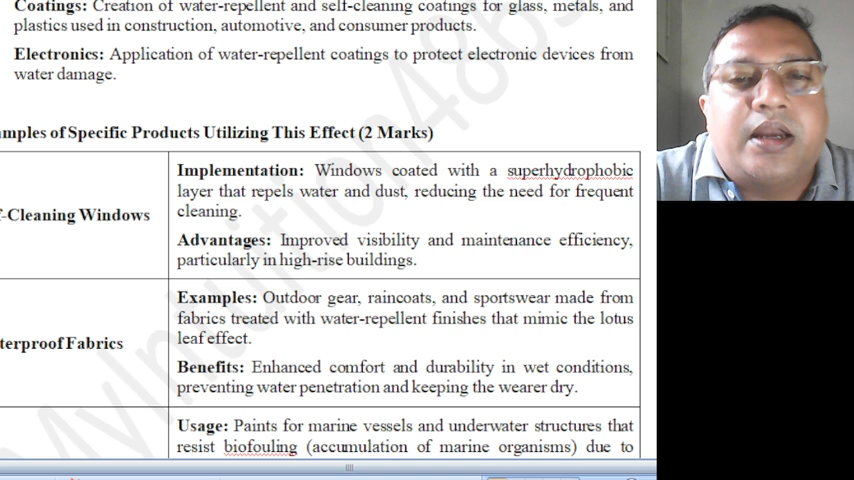 Coatings: Creation of water-repellent and self-cleaning coatings for glass, metals, and
plastics used in construction, automotive, and consumer products.
Electronics: Application of water-repellent coatings to protect electronic devices from
water damage.
amples of Specific Products Utilizing This Effect (2 Marks)
Implementation: Windows coated with a superhydrophobic
layer that repels water and dust, reducing the need for frequent
cleaning.
f-Cleaning Windows
Advantages: Improved visibility and maintenance efficiency,
particularly in high-rise buildings.
Examples: Outdoor gear, raincoats, and sportswear made from
fabrics treated with water-repellent finishes that mimic the lotus
leaf effect.
terproof Fabrics
Benefits: Enhanced comfort and durability in wet conditions,
preventing water penetration and keeping the wearer dry.
Usage: Paints for marine vessels and underwater structures that
resist biofouling (accumulation of marine organisms) due to